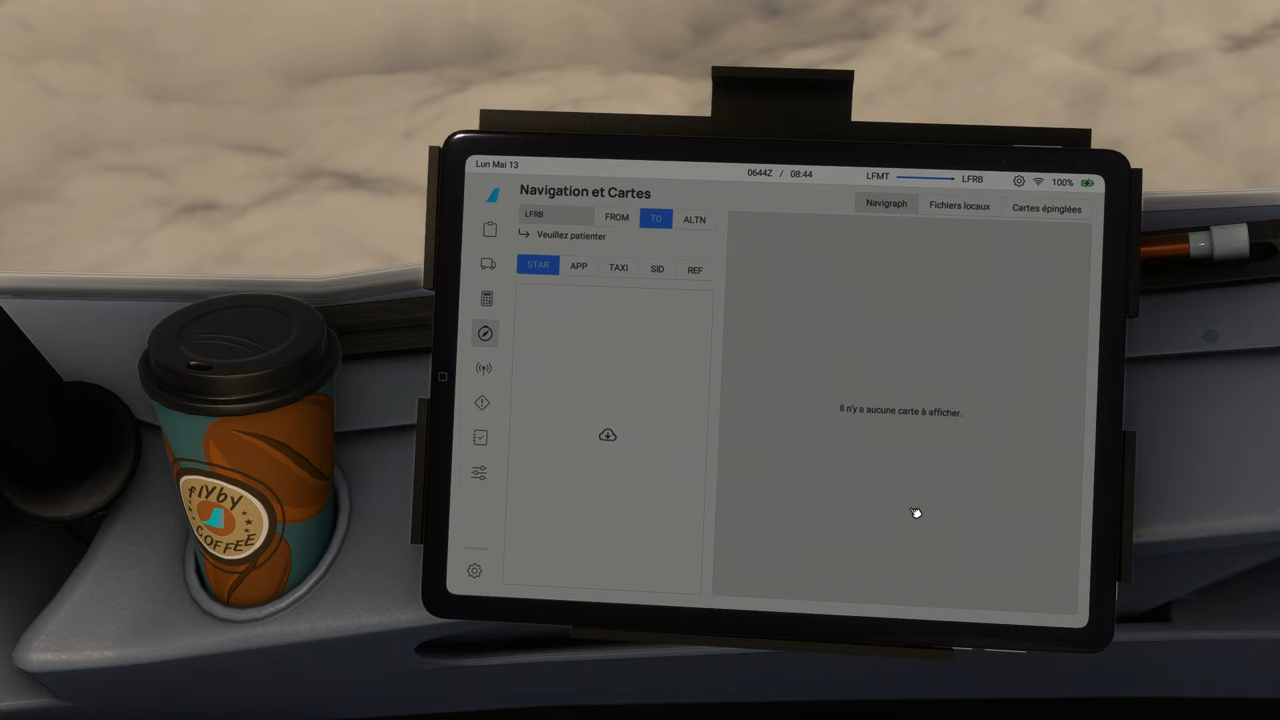 Lun Mai 13
0644Z / 08:44
LFMT
LFRB
100%
Navigation et Cartes
Navigraph
Fichiers locaux
Cartes épinglées
LFRB
FROM
TO
ALTN
Veuillez patienter
STAR
APP
TAXI
SID
REF
Il n'y a aucune carte à afficher.
flyby
COFFEE